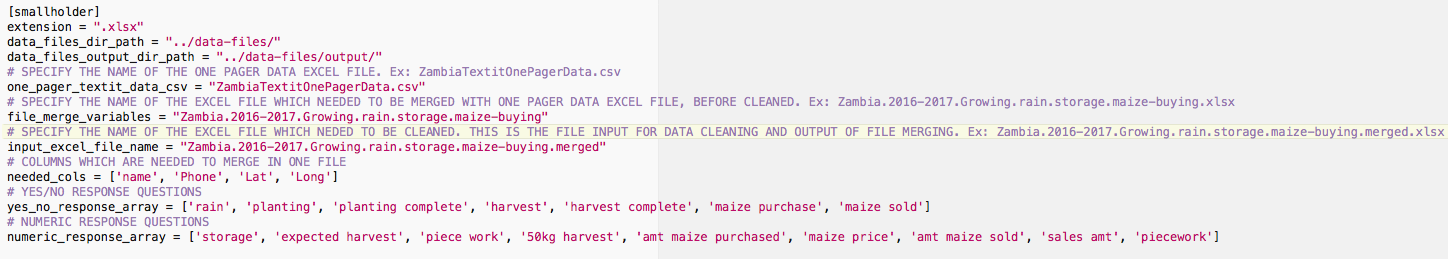 [smallholder]
extension = ".xlsx"
data_files_dir_path = "../data-files/"
data_files_output_dir_path = "../data-files/output/"
# SPECIFY THE NAME OF THE ONE PAGER DATA EXCEL FILE. Ex: ZambiaTextitOnePagerData.csv
one_pager_textit_data_csv = "ZambiaTextitOnePagerData.csv"
# SPECIFY THE NAME OF THE EXCEL FILE WHICH NEEDED TO BE MERGED WITH ONE PAGER DATA EXCEL FILE, BEFORE CLEANED. Ex: Zambia.2016-2017.Growing.rain.storage.maize-buying.xlsx
file_merge_variables = "Zambia.2016-2017.Growing.rain.storage.maize-buying"
# SPECIFY THE NAME OF THE EXCEL FILE WHICH NEDED TO BE CLEANED. THIS IS THE FILE INPUT FOR DATA CLEANING AND OUTPUT OF FILE MERGING. Ex: Zambia.2016-2017.Growing.rain.storage.maize-buying.merged.xlsx
input_excel_file_name = "Zambia.2016-2017.Growing.rain.storage.maize-buying.merged"
# COLUMNS WHICH ARE NEEDED TO MERGE IN ONE FILE
needed_cols = ['name', 'Phone', 'Lat', 'Long']
# YES/NO RESPONSE QUESTIONS
yes_no_response_array = ['rain', 'planting', 'planting complete', 'harvest', 'harvest complete', 'maize purchase', 'maize sold']
# NUMERIC RESPONSE QUESTIONS
numeric_response_array = ['storage', 'expected harvest', 'piece work', '50kg harvest', 'amt maize purchased', 'maize price', 'amt maize sold', 'sales amt', 'piecework']